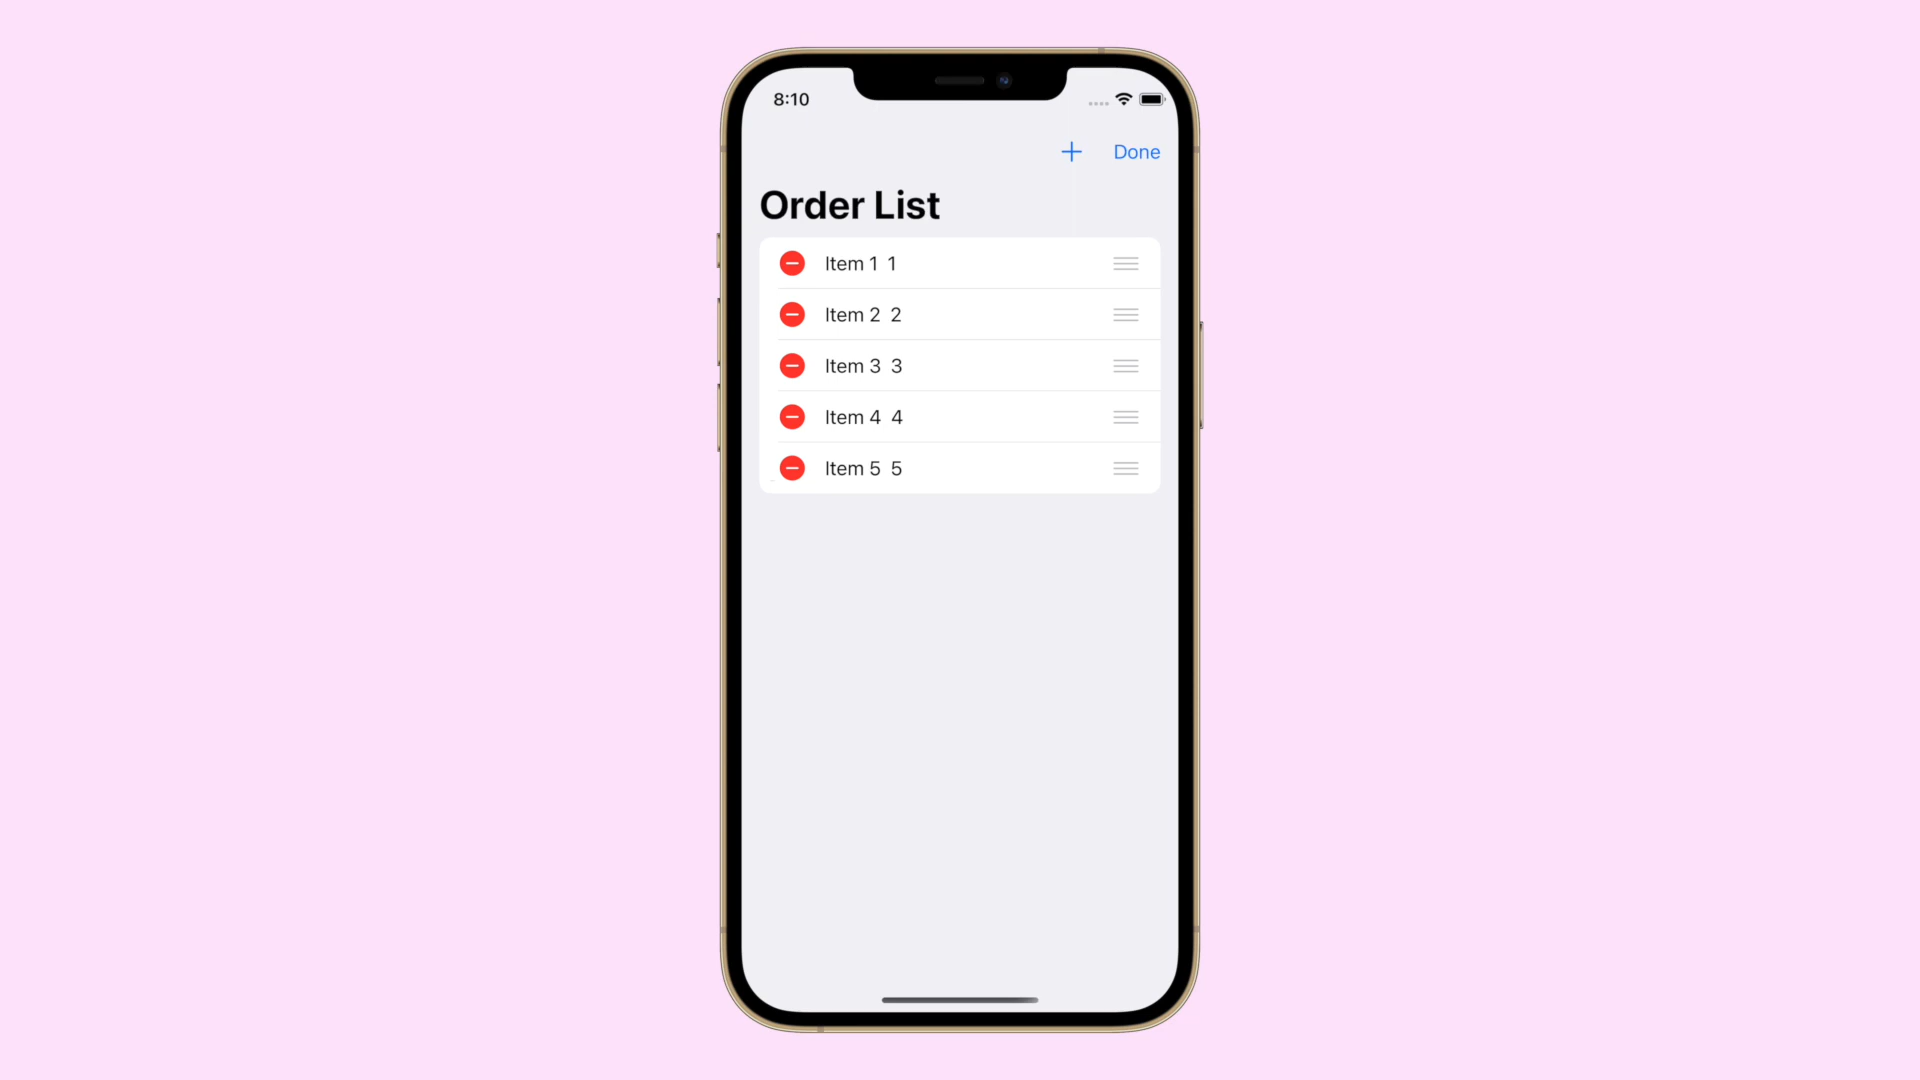 8:10
Done
Order List
Item 1 1
Item 2 2
Item 3 3
Item 4 4
Item 5 5